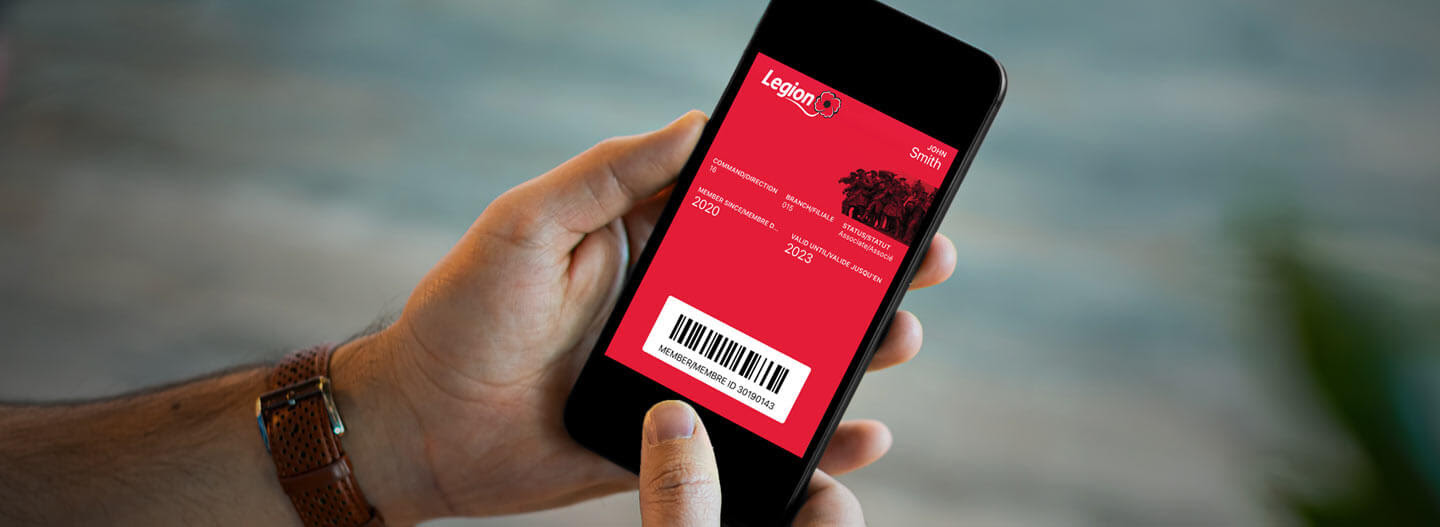 Legion
JOHN
Smith
COMMAND/DIRECTION
16
BRANCH/FILIALE
015
STATUS/STATUT
Associate/Associé
MEMBER SINCE/MEMBRE D...
2020
VALID UNTIL/VALIDE JUSQU'EN
2023
MEMBER/MEMBRE ID 30190143